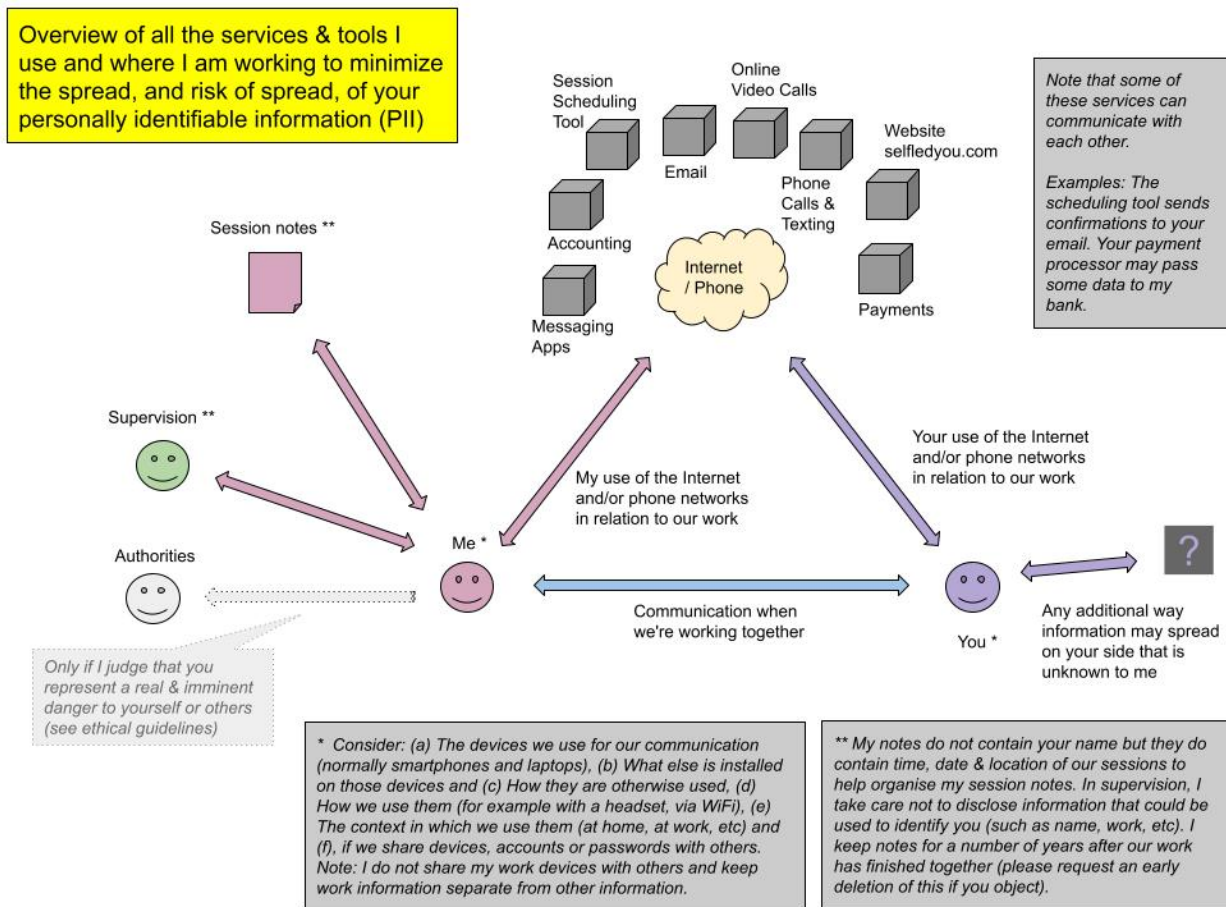 Overview of all the services & tools I
use and where I am working to minimize
the spread, and risk of spread, of your
personally identifiable information (PII)
Session
Scheduling
Tool
Email
Online
Video Calls
Phone
Calls &
Texting
Website
selfledyou.com
Accounting
Messaging
Apps
Internet
/ Phone
Payments
Note that some of
these services can
communicate with
each other.
Examples: The
scheduling tool sends
confirmations to your
email. Your payment
processor may pass
some data to my
bank.
Session notes **
Supervision **
Authorities
Only if I judge that you
represent a real & imminent
danger to yourself or others
(see ethical guidelines)
Me *
My use of the Internet
and/or phone networks
in relation to our work
Your use of the Internet
and/or phone networks
in relation to our work
Communication when
we're working together
You *
?
Any additional way
information may spread
on your side that is
unknown to me
* Consider: (a) The devices we use for our communication
(normally smartphones and laptops), (b) What else is installed
on those devices and (c) How they are otherwise used, (d)
How we use them (for example with a headset, via WiFi), (e)
The context in which we use them (at home, at work, etc) and
(f), if we share devices, accounts or passwords with others.
Note: I do not share my work devices with others and keep
work information separate from other information.
** My notes do not contain your name but they do
contain time, date & location of our sessions to
help organise my session notes. In supervision, I
take care not to disclose information that could be
used to identify you (such as name, work, etc). I
keep notes for a number of years after our work
has finished together (please request an early
deletion of this if you object).